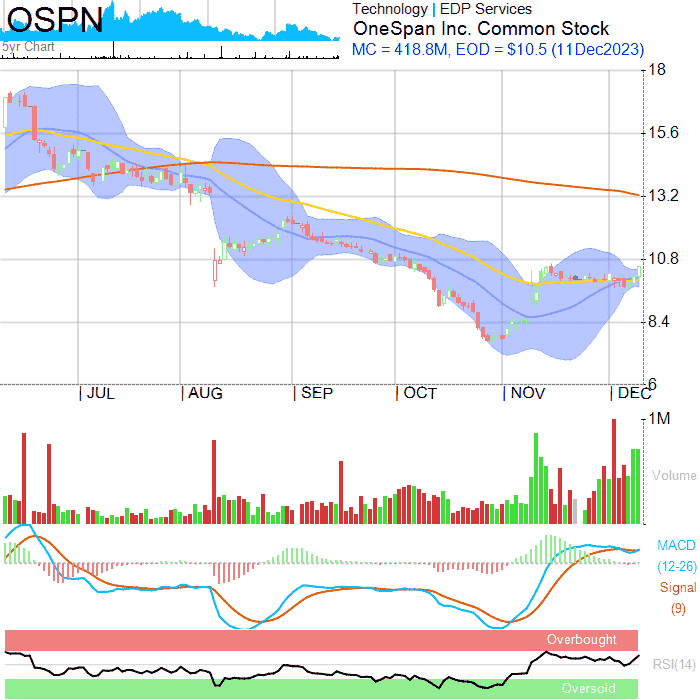 OSPN
5yr Chart
Technology | EDP Services
OneSpan Inc. Common Stock
MC = 418.8M, EOD = $10.5 (11Dec2023)
18
15.6
13.2
10.8
8.4
6
JUL
AUG
SEP
OCT
NOV
DEC
1M
Volume
MACD
(12-26)
Signal
(9)
Overbought
RSI(14)
Oversold